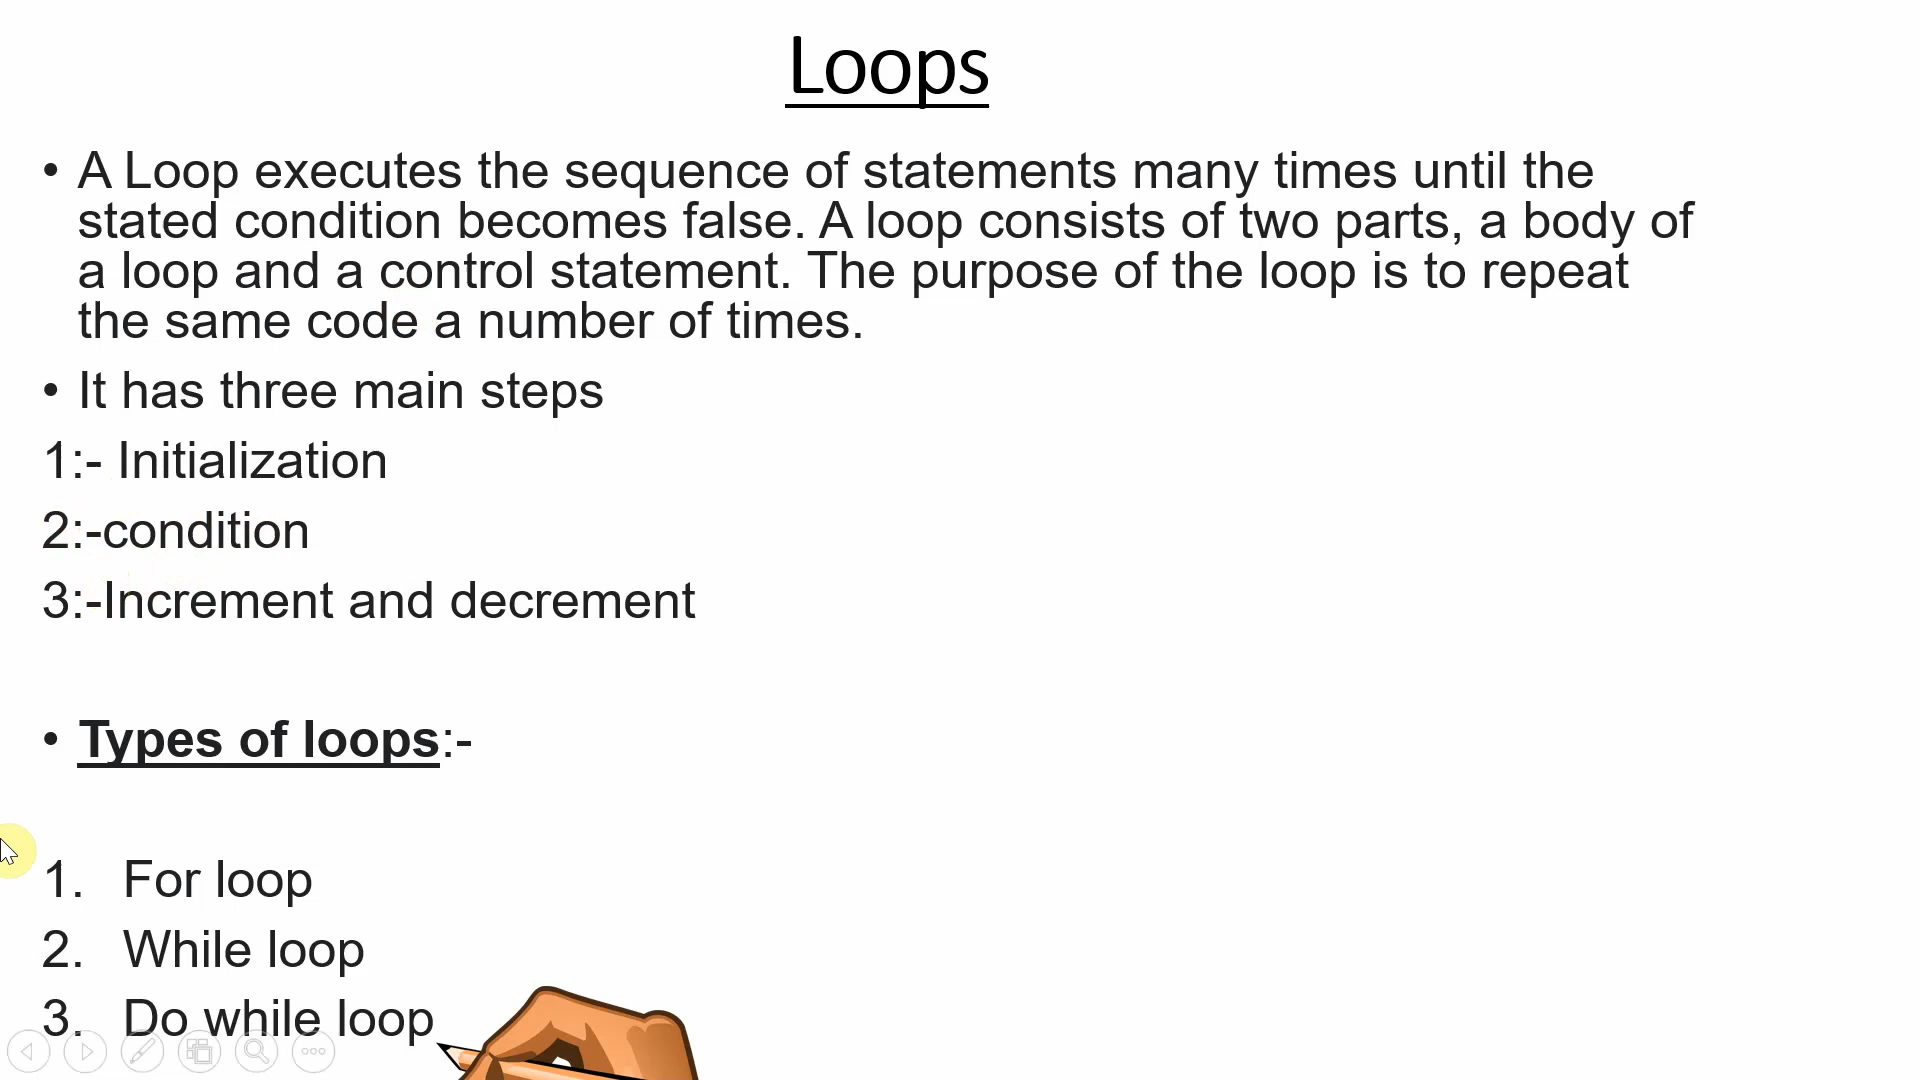 Loops
• A Loop executes the sequence of statements many times until the
stated condition becomes false. A loop consists of two parts, a body of
a loop and a control statement. The purpose of the loop is to repeat
the same code a number of times.
• It has three main steps
1:- Initialization
2:-condition
3:-Increment and decrement
• Types of loops:-
1. For loop
2. While loop
3. Do while loop